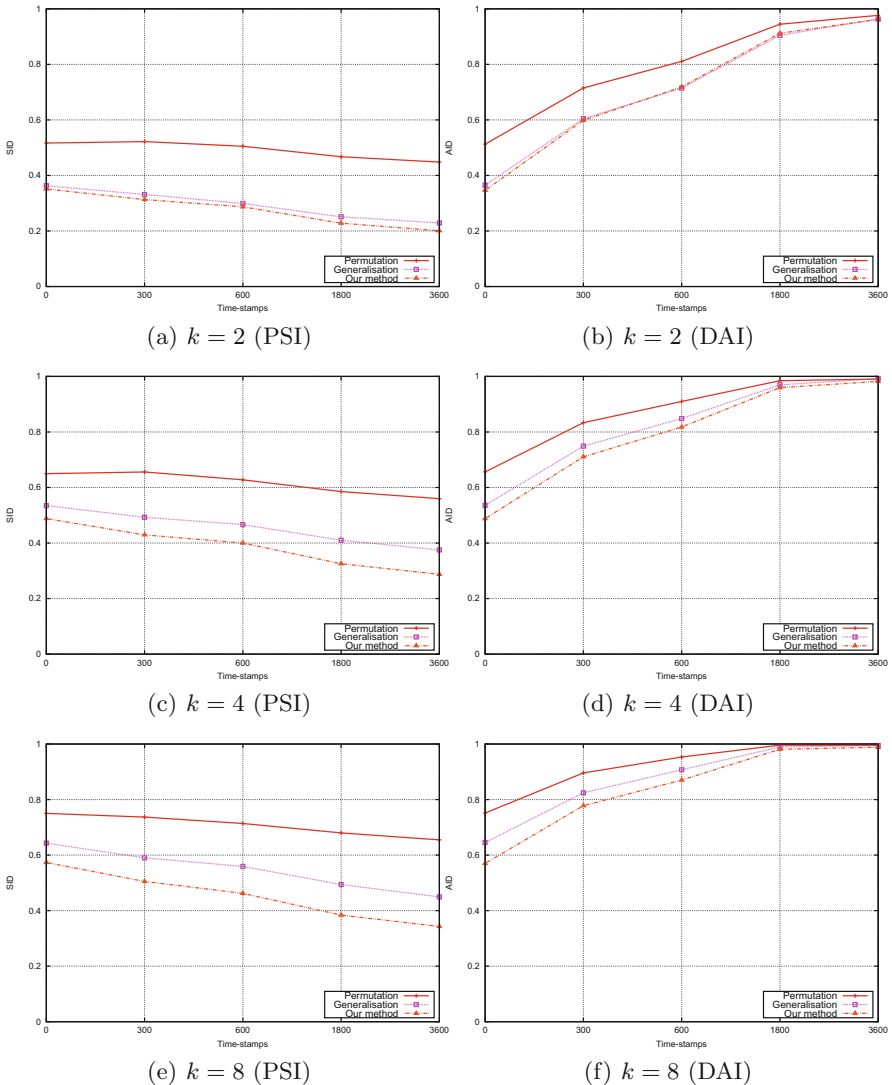 1
0.8
0.6
0.4
0.2
0
SID
0 300 600 1800 3600
Time-stamps
Permutation
Generalisation
Our method
(a) k = 2 (PSI)
1
0.8
0.6
0.4
0.2
0
AID
0 300 600 1800 3600
Time-stamps
Permutation
Generalisation
Our method
(b) k = 2 (DAI)
1
0.8
0.6
0.4
0.2
0
SID
0 300 600 1800 3600
Time-stamps
Permutation
Generalisation
Our method
(c) k = 4 (PSI)
1
0.8
0.6
0.4
0.2
0
AID
0 300 600 1800 3600
Time-stamps
Permutation
Generalisation
Our method
(d) k = 4 (DAI)
1
0.8
0.6
0.4
0.2
0
SID
0 300 600 1800 3600
Time-stamps
Permutation
Generalisation
Our method
(e) k = 8 (PSI)
1
0.8
0.6
0.4
0.2
0
AID
0 300 600 1800 3600
Time-stamps
Permutation
Generalisation
Our method
(f) k = 8 (DAI)